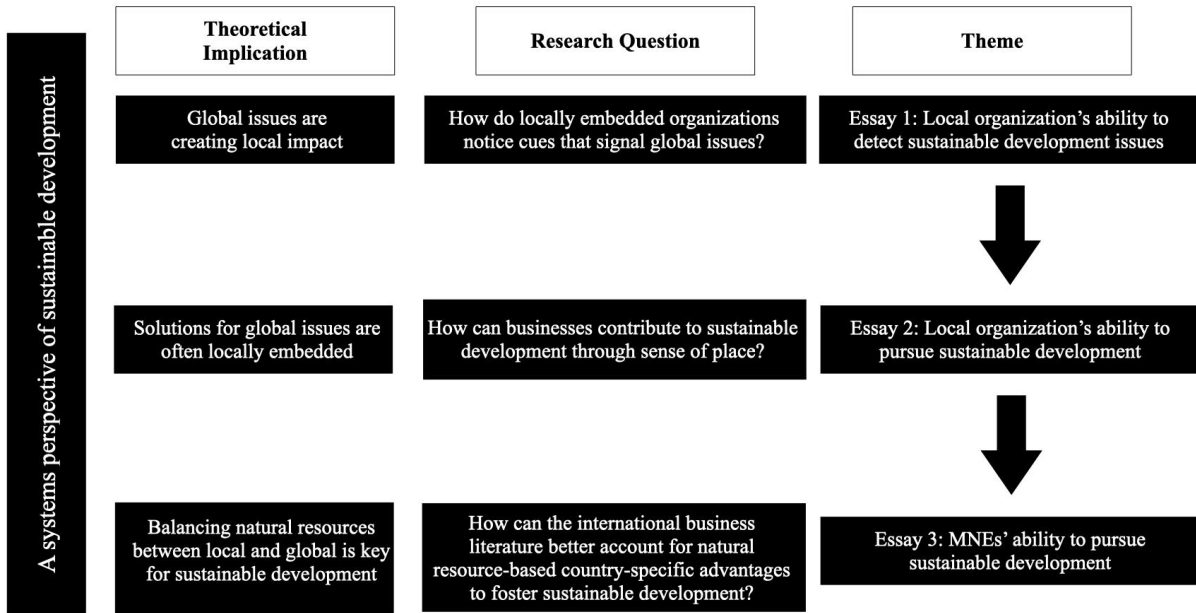 A systems perspective of sustainable development
Theoretical
Implication
Research Question
Theme
Global issues are
creating local impact
How do locally embedded organizations
notice cues that signal global issues?
Essay 1: Local organization’s ability to
detect sustainable development issues
Solutions for global issues are
often locally embedded
How can businesses contribute to sustainable
development through sense of place?
Essay 2: Local organization’s ability to
pursue sustainable development
Balancing natural resources
between local and global is key
for sustainable development
How can the international business
literature better account for natural
resource-based country-specific advantages
to foster sustainable development?
Essay 3: MNEs’ ability to pursue
sustainable development